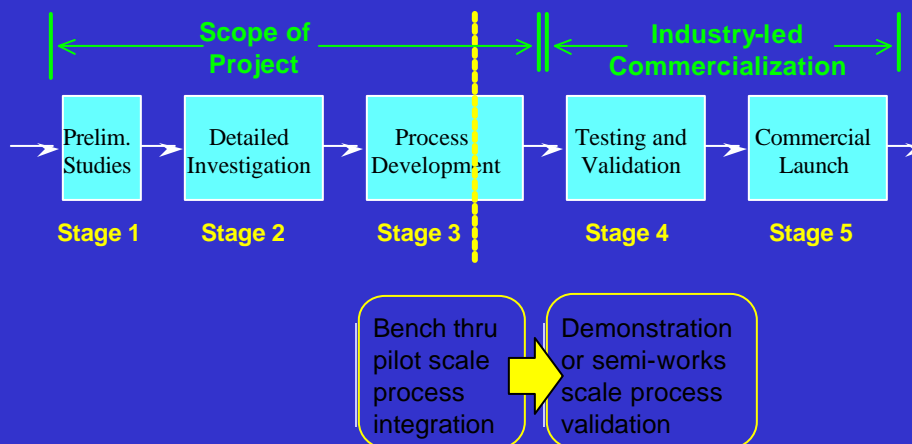 Scope of
Project
Industry-led
Commercialization
Prelim.
Studies
Detailed
Investigation
Process
Development
Testing and
Validation
Commercial
Launch
Stage 1
Stage 2
Stage 3
Stage 4
Stage 5
Bench thru
pilot scale
process
integration
Demonstration
or semi-works
scale process
validation